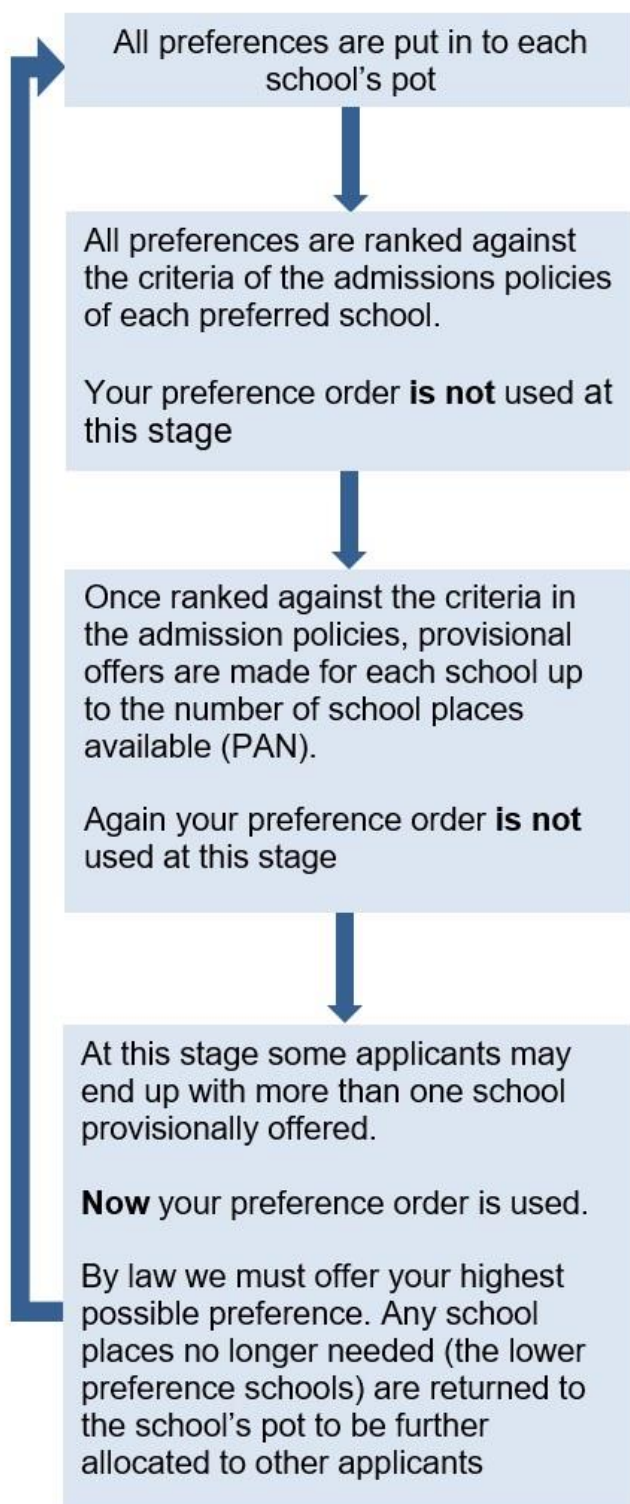 All preferences are put in to each
school’s pot
All preferences are ranked against
the criteria of the admissions policies
of each preferred school.
Your preference order is not used at
this stage
Once ranked against the criteria in
the admission policies, provisional
offers are made for each school up
to the number of school places
available (PAN).
Again your preference order is not
used at this stage
At this stage some applicants may
end up with more than one school
provisionally offered.
Now your preference order is used.
By law we must offer your highest
possible preference. Any school
places no longer needed (the lower
preference schools) are returned to
the school’s pot to be further
allocated to other applicants